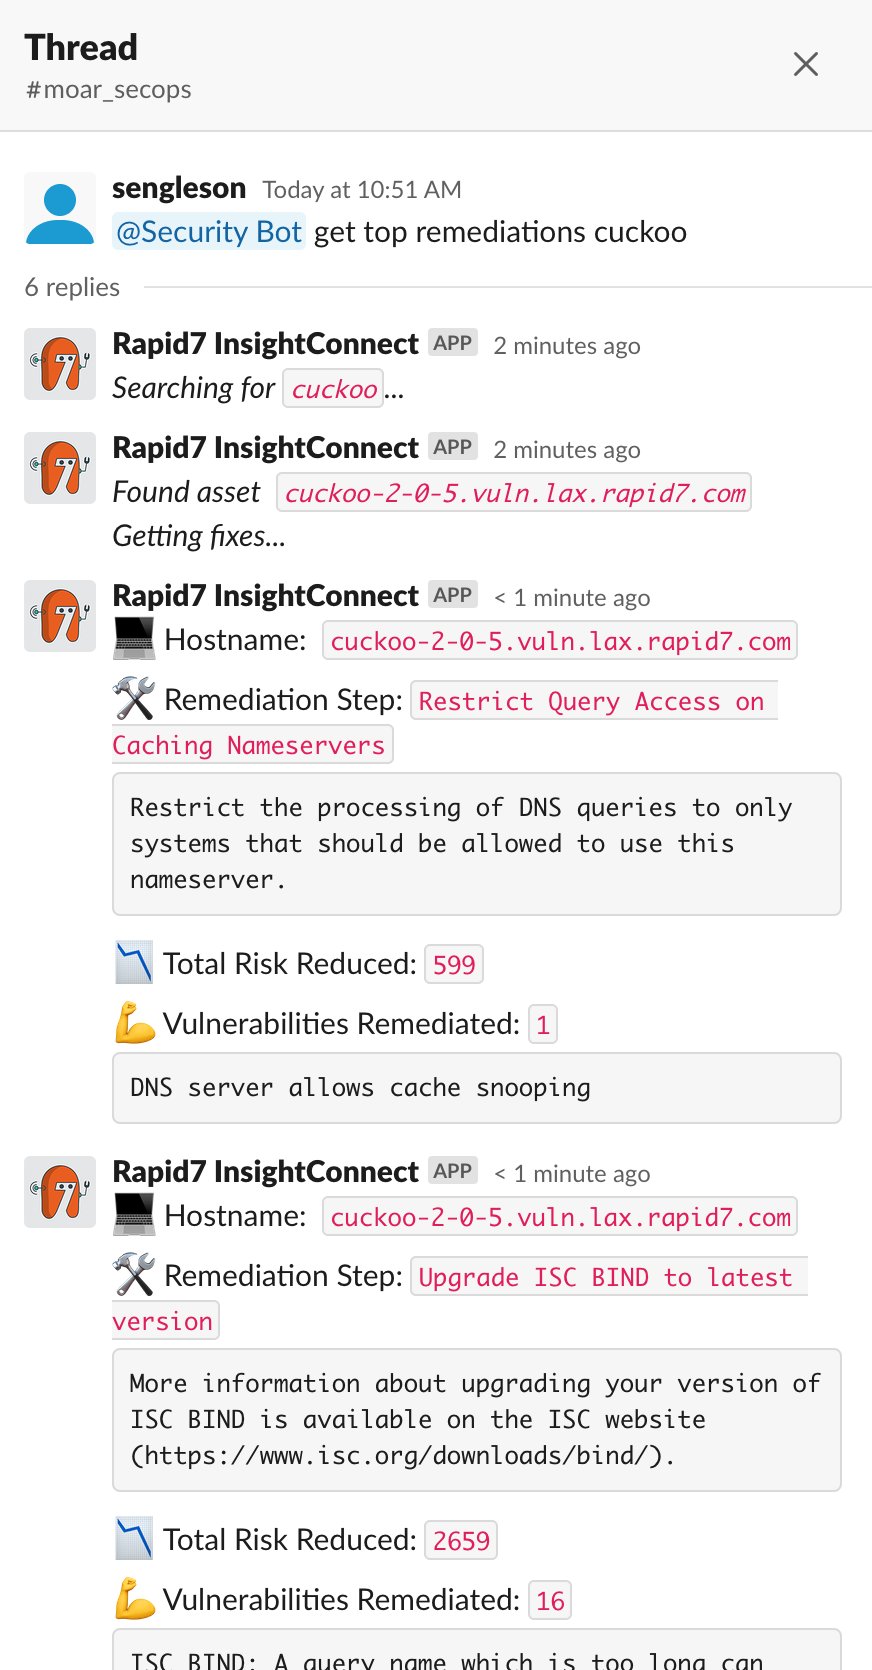 Thread
#moar_secops
sengleson Today at 10:51 AM
@Security Bot get top remediations cuckoo
6 replies
Rapid7 InsightConnect APP 2 minutes ago
Searching for cuckoo...
Rapid7 InsightConnect APP 2 minutes ago
Found asset cuckoo-2-0-5.vuln.lax.rapid7.com
Getting fixes...
Rapid7 InsightConnect APP < 1 minute ago
Hostname: cuckoo-2-0-5.vuln.lax.rapid7.com
Remediation Step: Restrict Query Access on
Caching Nameservers
Restrict the processing of DNS queries to only
systems that should be allowed to use this
nameserver.
Total Risk Reduced: 599
Vulnerabilities Remediated: 1
DNS server allows cache snooping
Rapid7 InsightConnect APP < 1 minute ago
Hostname: cuckoo-2-0-5.vuln.lax.rapid7.com
Remediation Step: Upgrade ISC BIND to latest
version
More information about upgrading your version of
ISC BIND is available on the ISC website
(https://www.isc.org/downloads/bind/).
Total Risk Reduced: 2659
Vulnerabilities Remediated: 16
ISC BIND: A query name which is too long can